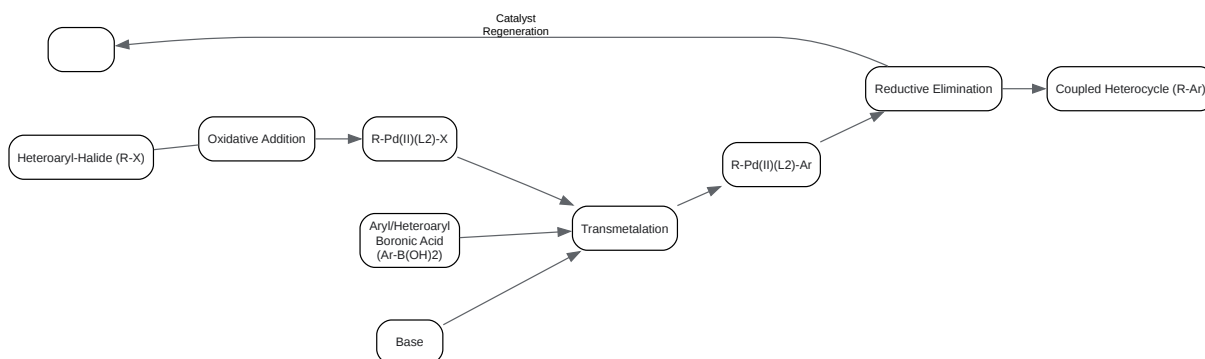 Catalyst
Regeneration
Reductive Elimination
Coupled Heterocycle (R-Ar)
Oxidative Addition
R-Pd(II)(L2)-X
Heteroaryl-Halide (R-X)
R-Pd(II)(L2)-Ar
Aryl/Heteroaryl
Boronic Acid
(Ar-B(OH)2)
Transmetalation
Base